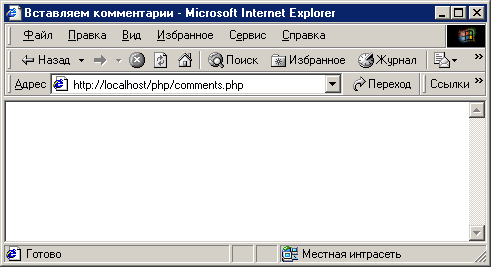 Вставляем комментарии - Microsoft Internet Explorer
Файл Правка Вид Избранное Сервис Справка
Назад Поиск Избранное Журнал »
Адрес http://localhost/php/comments.php Переход Ссылки »
Готово Местная интрасеть